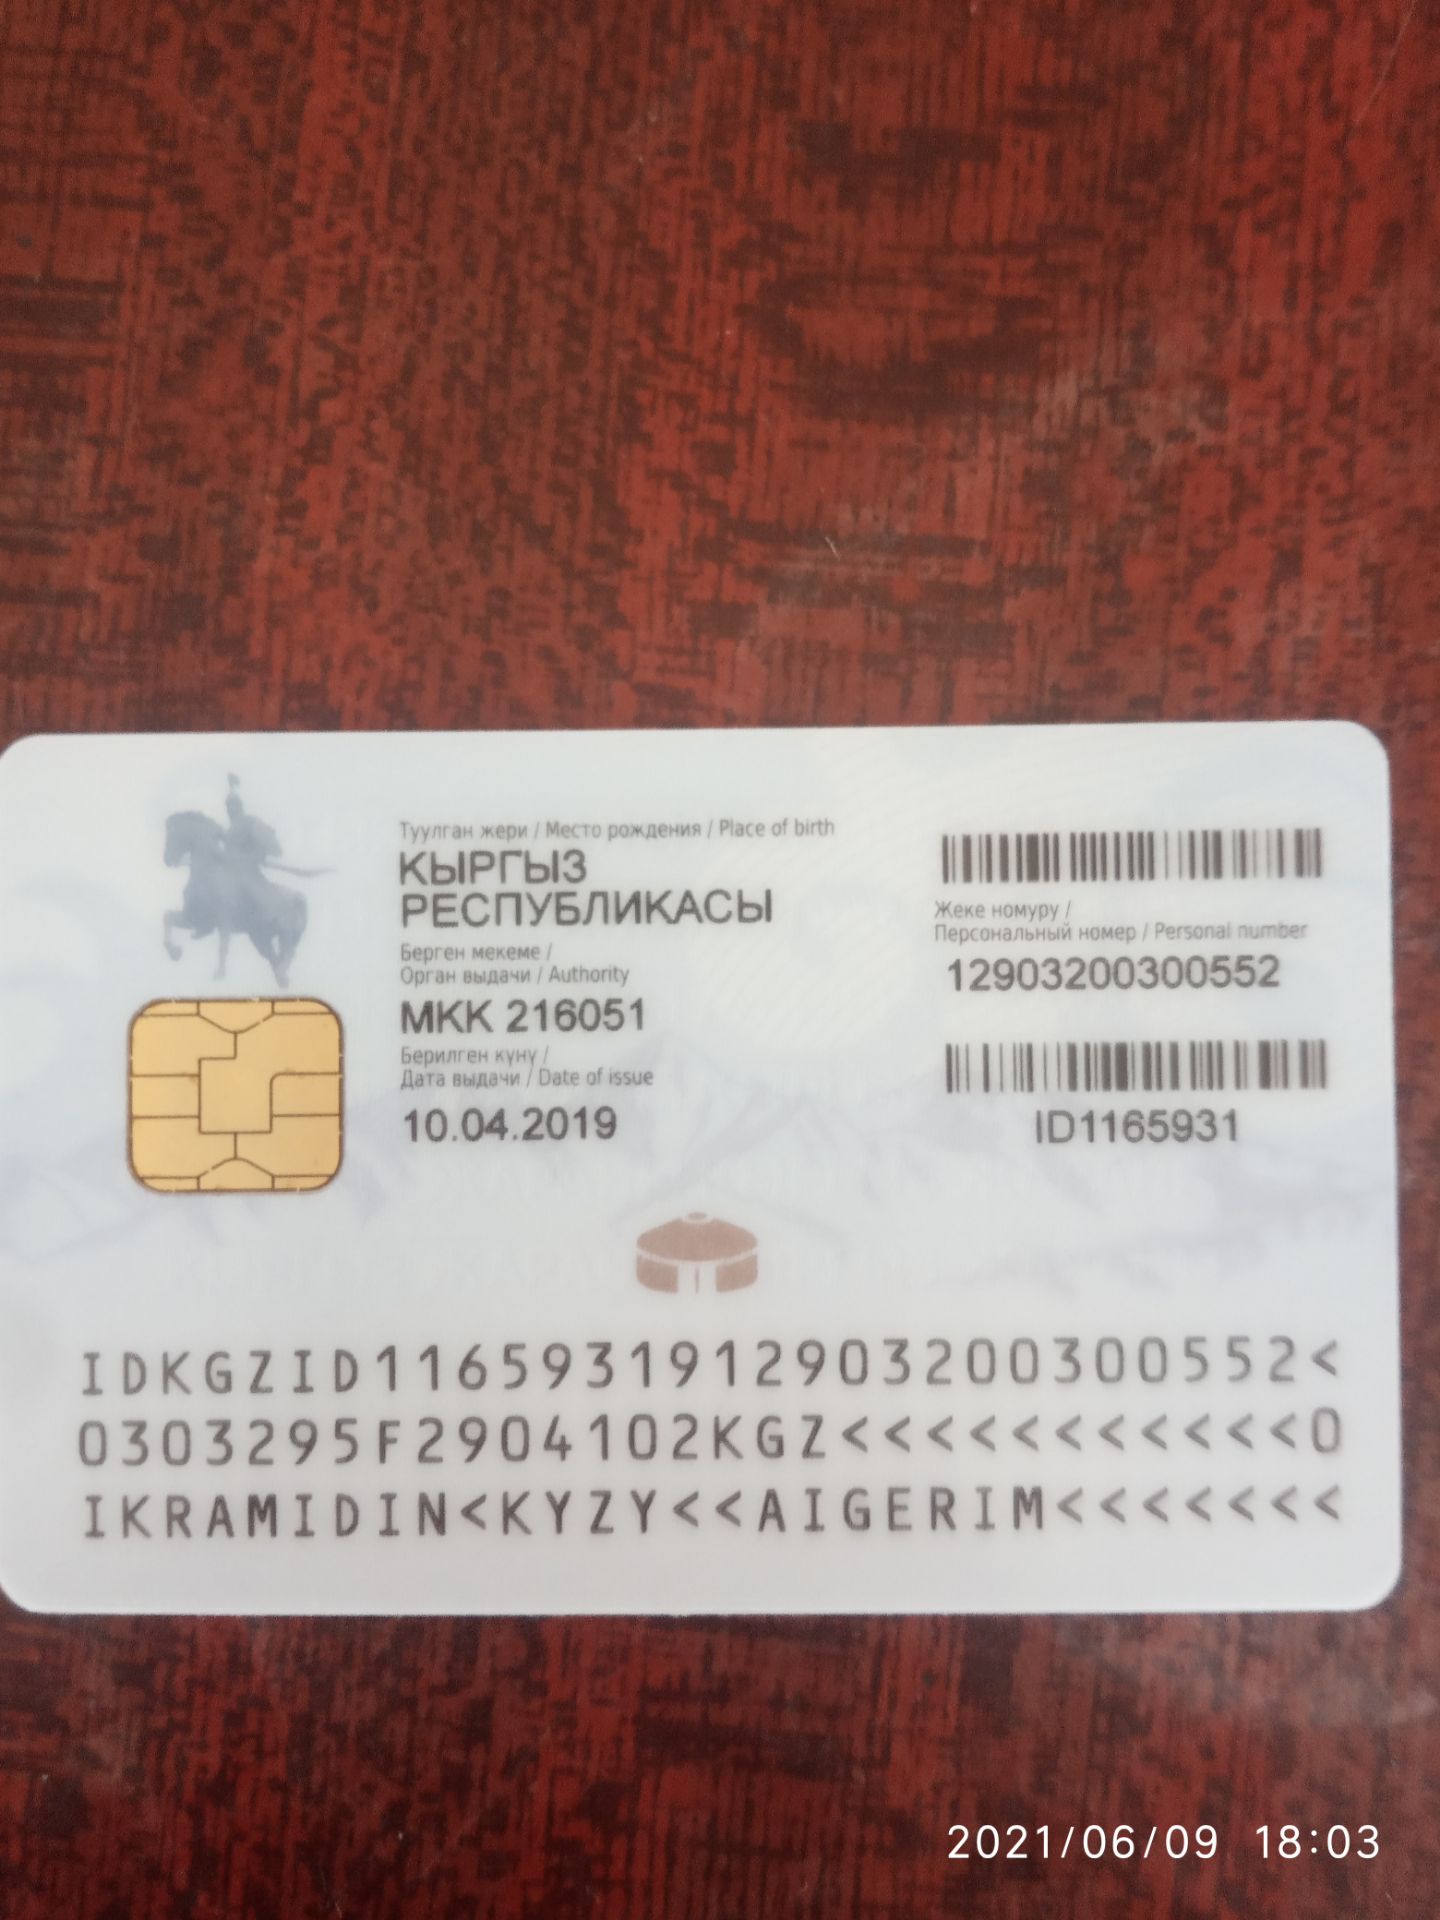 Туулган жери / Место рождения / Place of birth
КЫРГЫЗ
РЕСПУБЛИКАСЫ
Берген мекеме /
Орган выдачи / Authority
МКК 216051
Берилген күнү /
Дата выдачи / Date of issue
10.04.2019
Жеке номуру /
Персональный номер / Personal number
12903200300552
ID1165931
IDKGZID1165931912903200300552<
0303295F2904102KGZ<<<<<<<<<<<0
IKRAMIDIN<KYZY<<AIGERIM<<<<<<<
2021/06/09 18:03